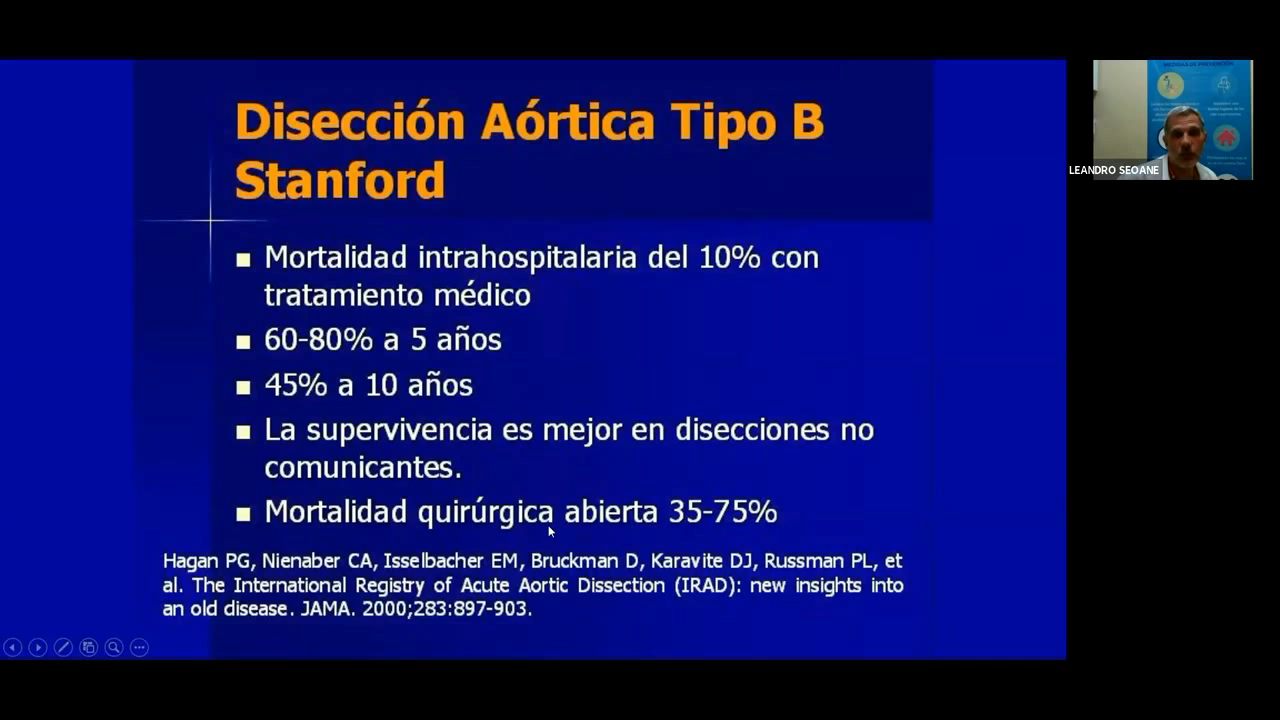 Disección Aórtica Tipo B
Stanford
Mortalidad intrahospitalaria del 10% con
tratamiento médico
60-80% a 5 años
45% a 10 años
La supervivencia es mejor en disecciones no
comunicantes.
Mortalidad quirúrgica abierta 35-75%
Hagan PG, Nienaber CA, Isselbacher EM, Bruckman D, Karavite DJ, Russman PL, et
al. The International Registry of Acute Aortic Dissection (IRAD): new insights into
an old disease. JAMA. 2000;283:897-903.
MEDIDAS DE PREVENCIÓN
LEANDRO SEOANE